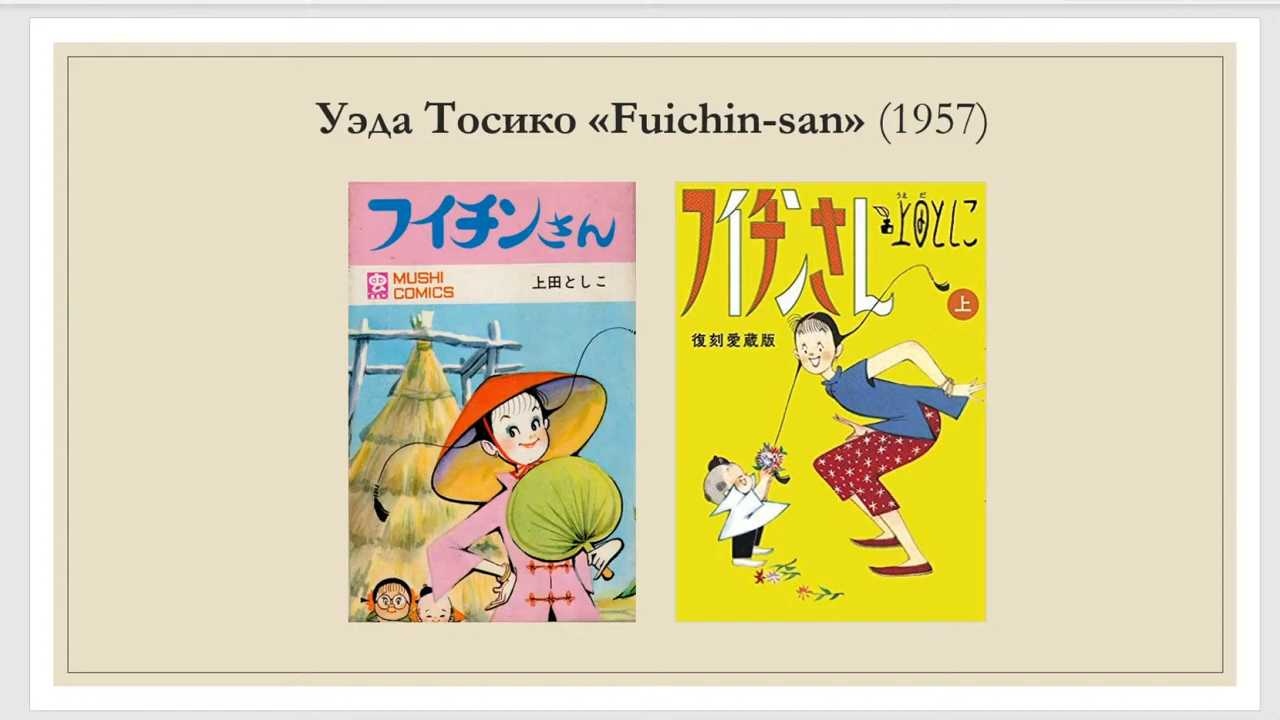 Уэда Тосико «Fuichin-san» (1957)
フイチンさん
MUSHI
COMICS
上田としこ
フイチンさん
うえ だ
上田としこ
上
復刻愛蔵版